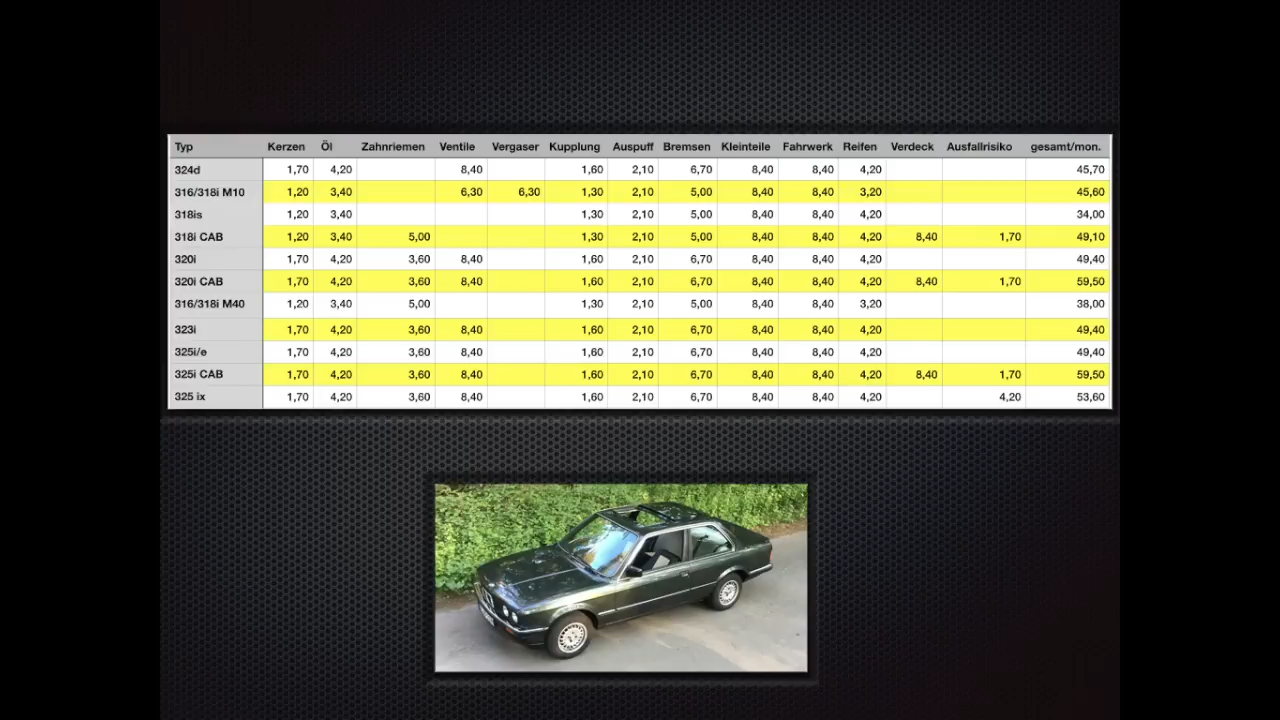 Typ Kerzen Öl Zahnriemen Ventile Vergaser Kupplung Auspuff Bremsen Kleinteile Fahrwerk Reifen Verdeck Ausfallrisiko gesamt/mon.
324d 1,70 4,20 8,40 1,60 2,10 6,70 8,40 8,40 4,20 45,70
316/318i M10 1,20 3,40 6,30 6,30 1,30 2,10 5,00 8,40 8,40 3,20 45,60
318is 1,20 3,40 1,30 2,10 5,00 8,40 8,40 4,20 34,00
318i CAB 1,20 3,40 5,00 1,30 2,10 5,00 8,40 8,40 4,20 8,40 1,70 49,10
320i 1,70 4,20 3,60 8,40 1,60 2,10 6,70 8,40 8,40 4,20 49,40
320i CAB 1,70 4,20 3,60 8,40 1,60 2,10 6,70 8,40 8,40 4,20 8,40 1,70 59,50
316/318i M40 1,20 3,40 5,00 1,30 2,10 5,00 8,40 8,40 3,20 38,00
323i 1,70 4,20 3,60 8,40 1,60 2,10 6,70 8,40 8,40 4,20 49,40
325i/e 1,70 4,20 3,60 8,40 1,60 2,10 6,70 8,40 8,40 4,20 49,40
325i CAB 1,70 4,20 3,60 8,40 1,60 2,10 6,70 8,40 8,40 4,20 8,40 1,70 59,50
325 ix 1,70 4,20 3,60 8,40 1,60 2,10 6,70 8,40 8,40 4,20 4,20 53,60